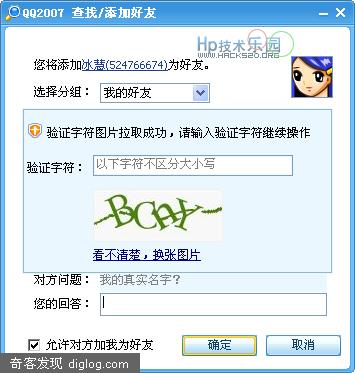 QQ2007 查找/添加好友
Hp技术乐园
WWW.HACKS20.ORG
您将添加冰慧(524766674)为好友。
选择分组： 我的好友
验证字符图片拉取成功，请输入验证字符继续操作
验证字符： 以下字符不区分大小写
BCAY
看不清楚，换张图片
对方问题： 我的真实名字？
您的回答：
允许对方加我为好友 确定 取消
奇客发现 diglog.com